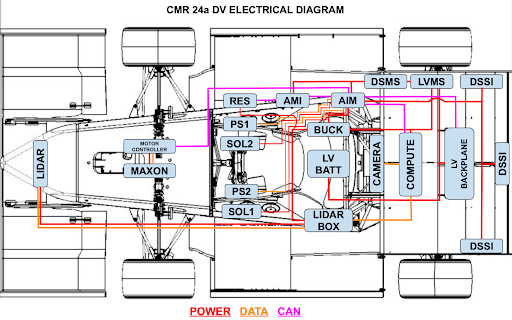 CMR 24a DV ELECTRICAL DIAGRAM
DSMS
LVMS
DSSI
RES
AMI
AIM
PS1
BUCK
MOTOR
CONTROLLER
SOL2
LIDAR
MAXON
LV
BATT
CAMERA
COMPUTE
LV
BACKPLANE
DSSI
PS2
SOL1
LIDAR
BOX
DSSI
POWER DATA CAN